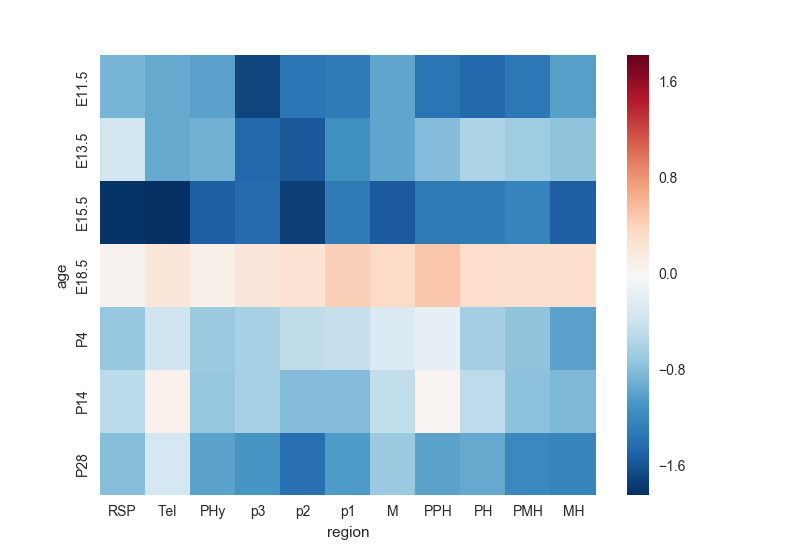 E11.5
E13.5
E15.5
E18.5
P4
P14
P28
age
RSP Tel PHy p3 p2 p1 M PPH PH PMH MH
region
1.6
0.8
0.0
−0.8
−1.6